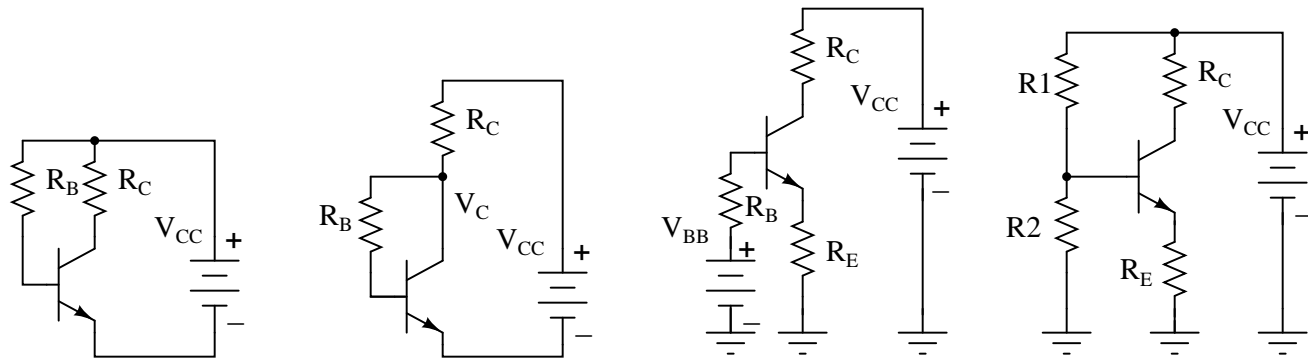 R_B R_C
V_CC
+
−
R_C
R_B
V_C
V_CC
+
−
R_C
V_CC
+
−
R_B
V_BB
+
−
R_E
R1
R_C
V_CC
+
−
R2
R_E